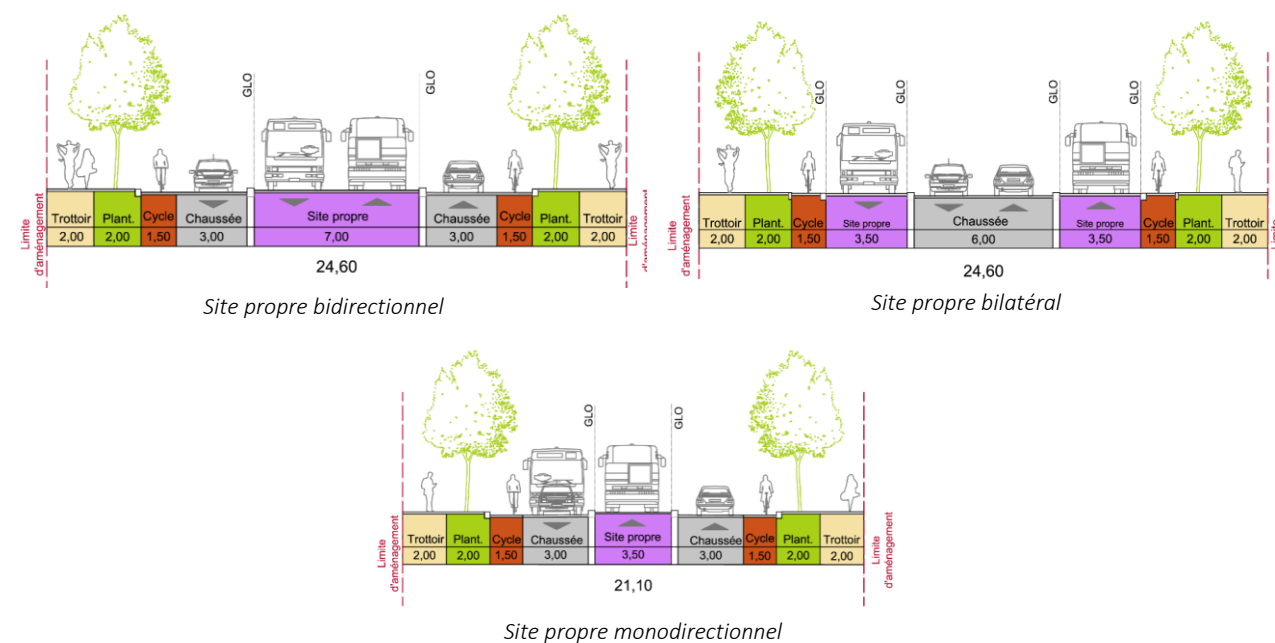 GLO GLO
Limite d'aménagement
Trottoir Plant. Cycle Chaussée Site propre Chaussée Cycle Plant. Trottoir
2,00 2,00 1,50 3,00 7,00 3,00 1,50 2,00 2,00
Limite d'aménagement
24,60
Site propre bidirectionnel
GLO GLO GLO GLO
Limite d'aménagement
Trottoir Plant. Cycle Site propre Chaussée Site propre Cycle Plant. Trottoir
2,00 2,00 1,50 3,50 6,00 3,50 1,50 2,00 2,00
Limite
24,60
Site propre bilatéral
GLO GLO
Limite d'aménagement
Trottoir Plant. Cycle Chaussée Site propre Chaussée Cycle Plant. Trottoir
2,00 2,00 1,50 3,00 3,50 3,00 1,50 2,00 2,00
Limite d'aménagement
21,10
Site propre monodirectionnel